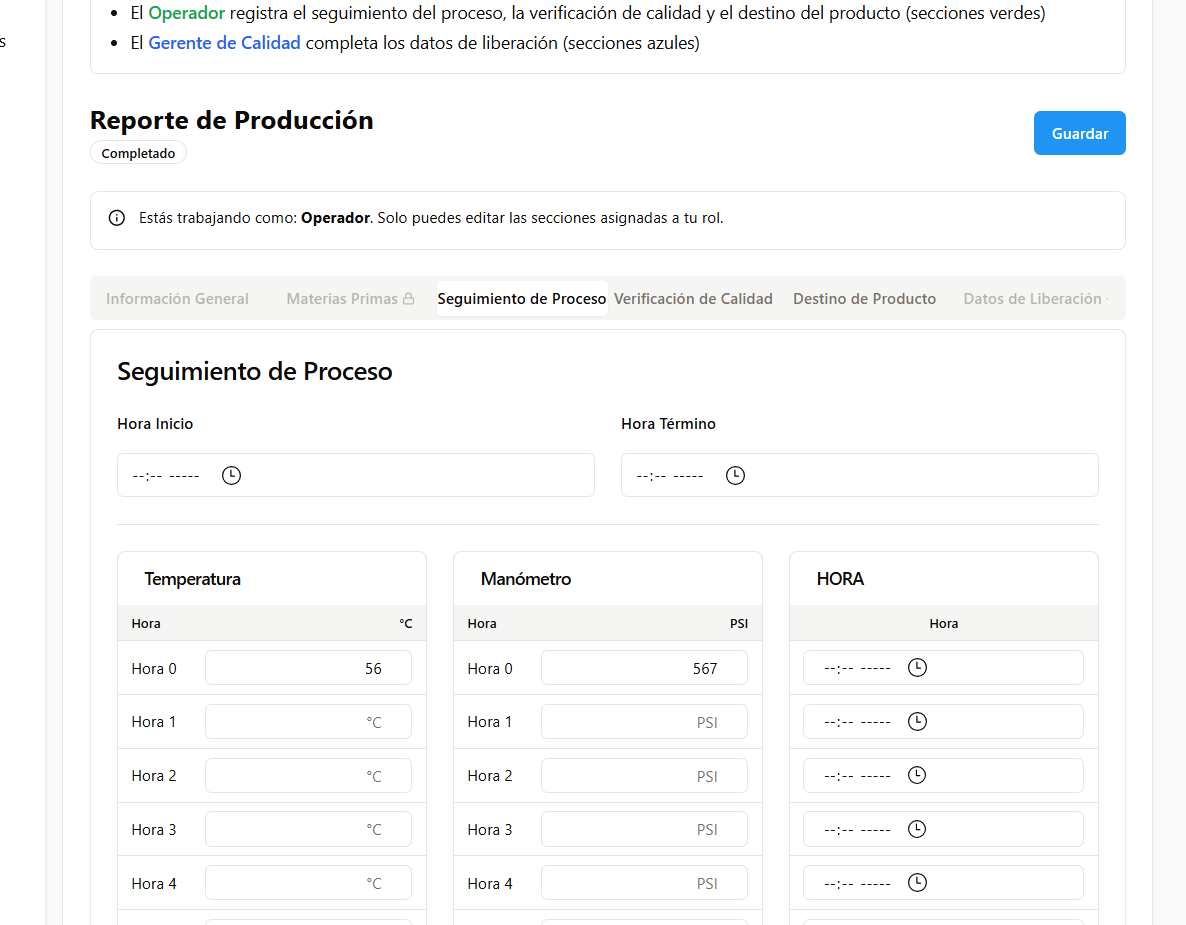 El Operador registra el seguimiento del proceso, la verificación de calidad y el destino del producto (secciones verdes)
s
El Gerente de Calidad completa los datos de liberación (secciones azules)
Reporte de Producción
Guardar
Completado
Estás trabajando como: Operador. Solo puedes editar las secciones asignadas a tu rol.
Información General Materias Primas Seguimiento de Proceso Verificación de Calidad Destino de Producto Datos de Liberación
Seguimiento de Proceso
Hora Inicio Hora Término
--:-- ----- --:-- -----
Temperatura Manómetro HORA
Hora °C Hora PSI Hora
Hora 0 56 Hora 0 567 --:-- -----
Hora 1 °C Hora 1 PSI --:-- -----
Hora 2 °C Hora 2 PSI --:-- -----
Hora 3 °C Hora 3 PSI --:-- -----
Hora 4 °C Hora 4 PSI --:-- -----